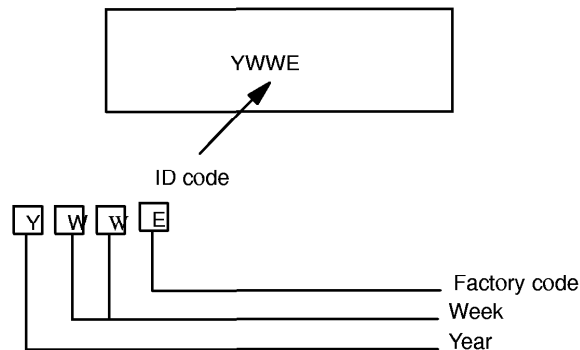 YWWE
ID code
Y W W E
Factory code
Week
Year